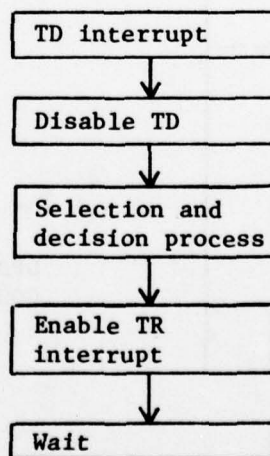 TD interrupt
Disable TD
Selection and
decision process
Enable TR
interrupt
Wait